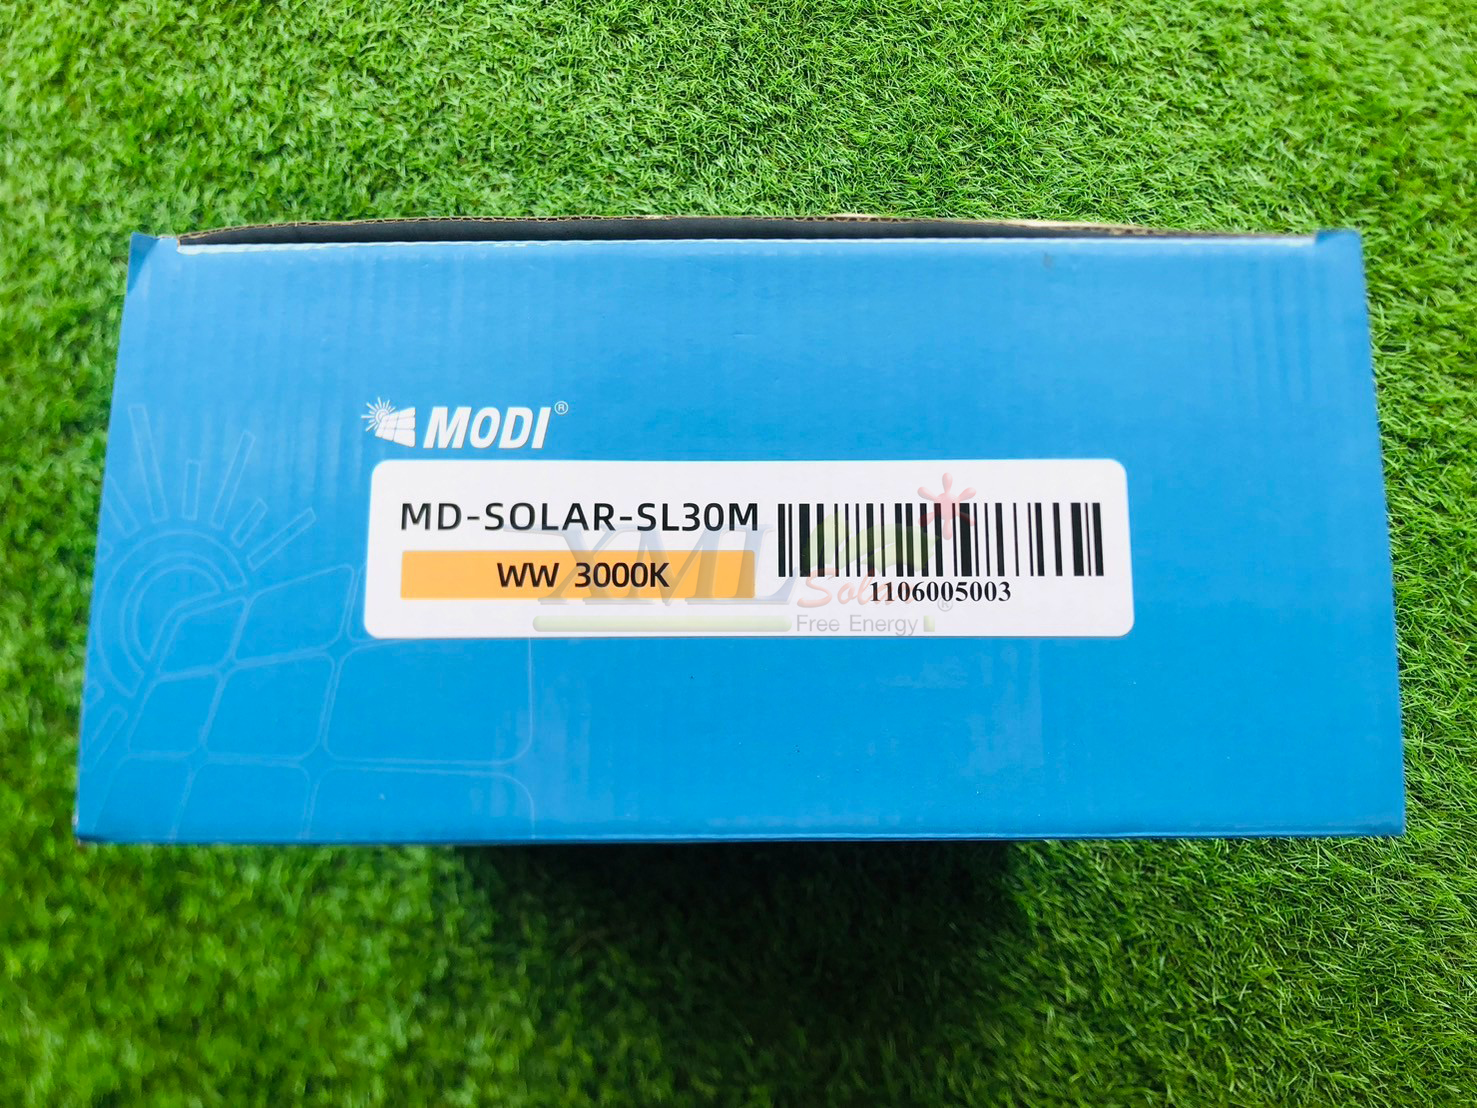 MODI®
MD-SOLAR-SL30M
WW 3000K
1106005003
XML
Solar
®
Free Energy